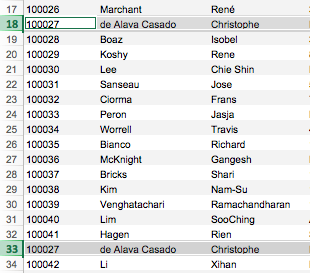 17 100026 Marchant René
18 100027 de Alava Casado Christophe
19 100028 Boaz Isobel
20 100029 Koshy Rene
21 100030 Lee Chie Shin
22 100031 Sanseau Jose
23 100032 Ciorma Frans
24 100033 Peron Jasja
25 100034 Worrell Travis
26 100035 Bianco Richard
27 100036 McKnight Gangesh
28 100037 Bricks Shari
29 100038 Kim Nam-Su
30 100039 Venghatachari Ramachandharan
31 100040 Lim SooChing
32 100041 Hagen Rien
33 100027 de Alava Casado Christophe
34 100042 Li Xihan